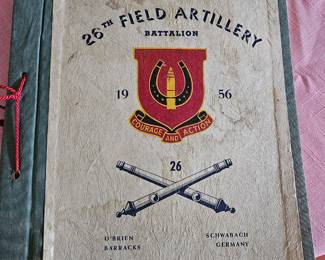 26TH FIELD ARTILLERY
BATTALION
19 56
COURAGE AND ACTION
26
O'BRIEN SCHWABACH
BARRACKS GERMANY